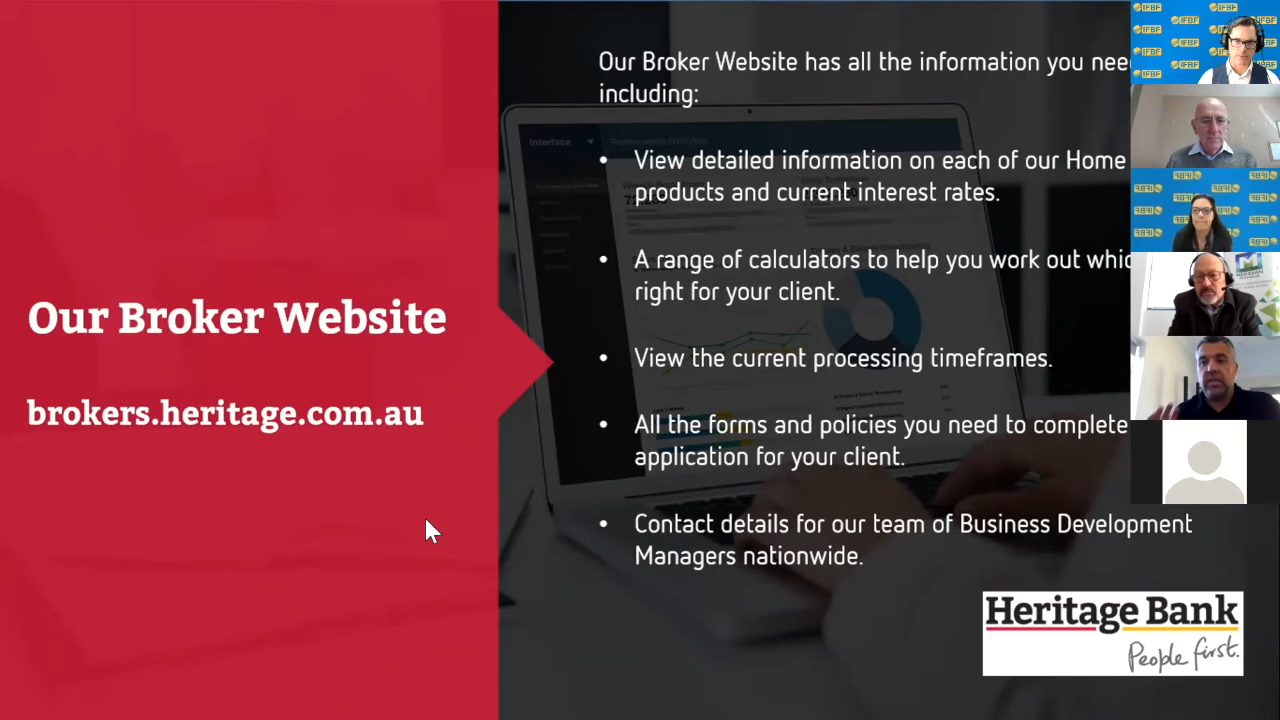 Our Broker Website
brokers.heritage.com.au
Our Broker Website has all the information you nee
including:
• View detailed information on each of our Home
products and current interest rates.
• A range of calculators to help you work out whic
right for your client.
• View the current processing timeframes.
• All the forms and policies you need to complete
application for your client.
• Contact details for our team of Business Development
Managers nationwide.
Heritage Bank
People first.
Interface
IFBF
MERIDIAN